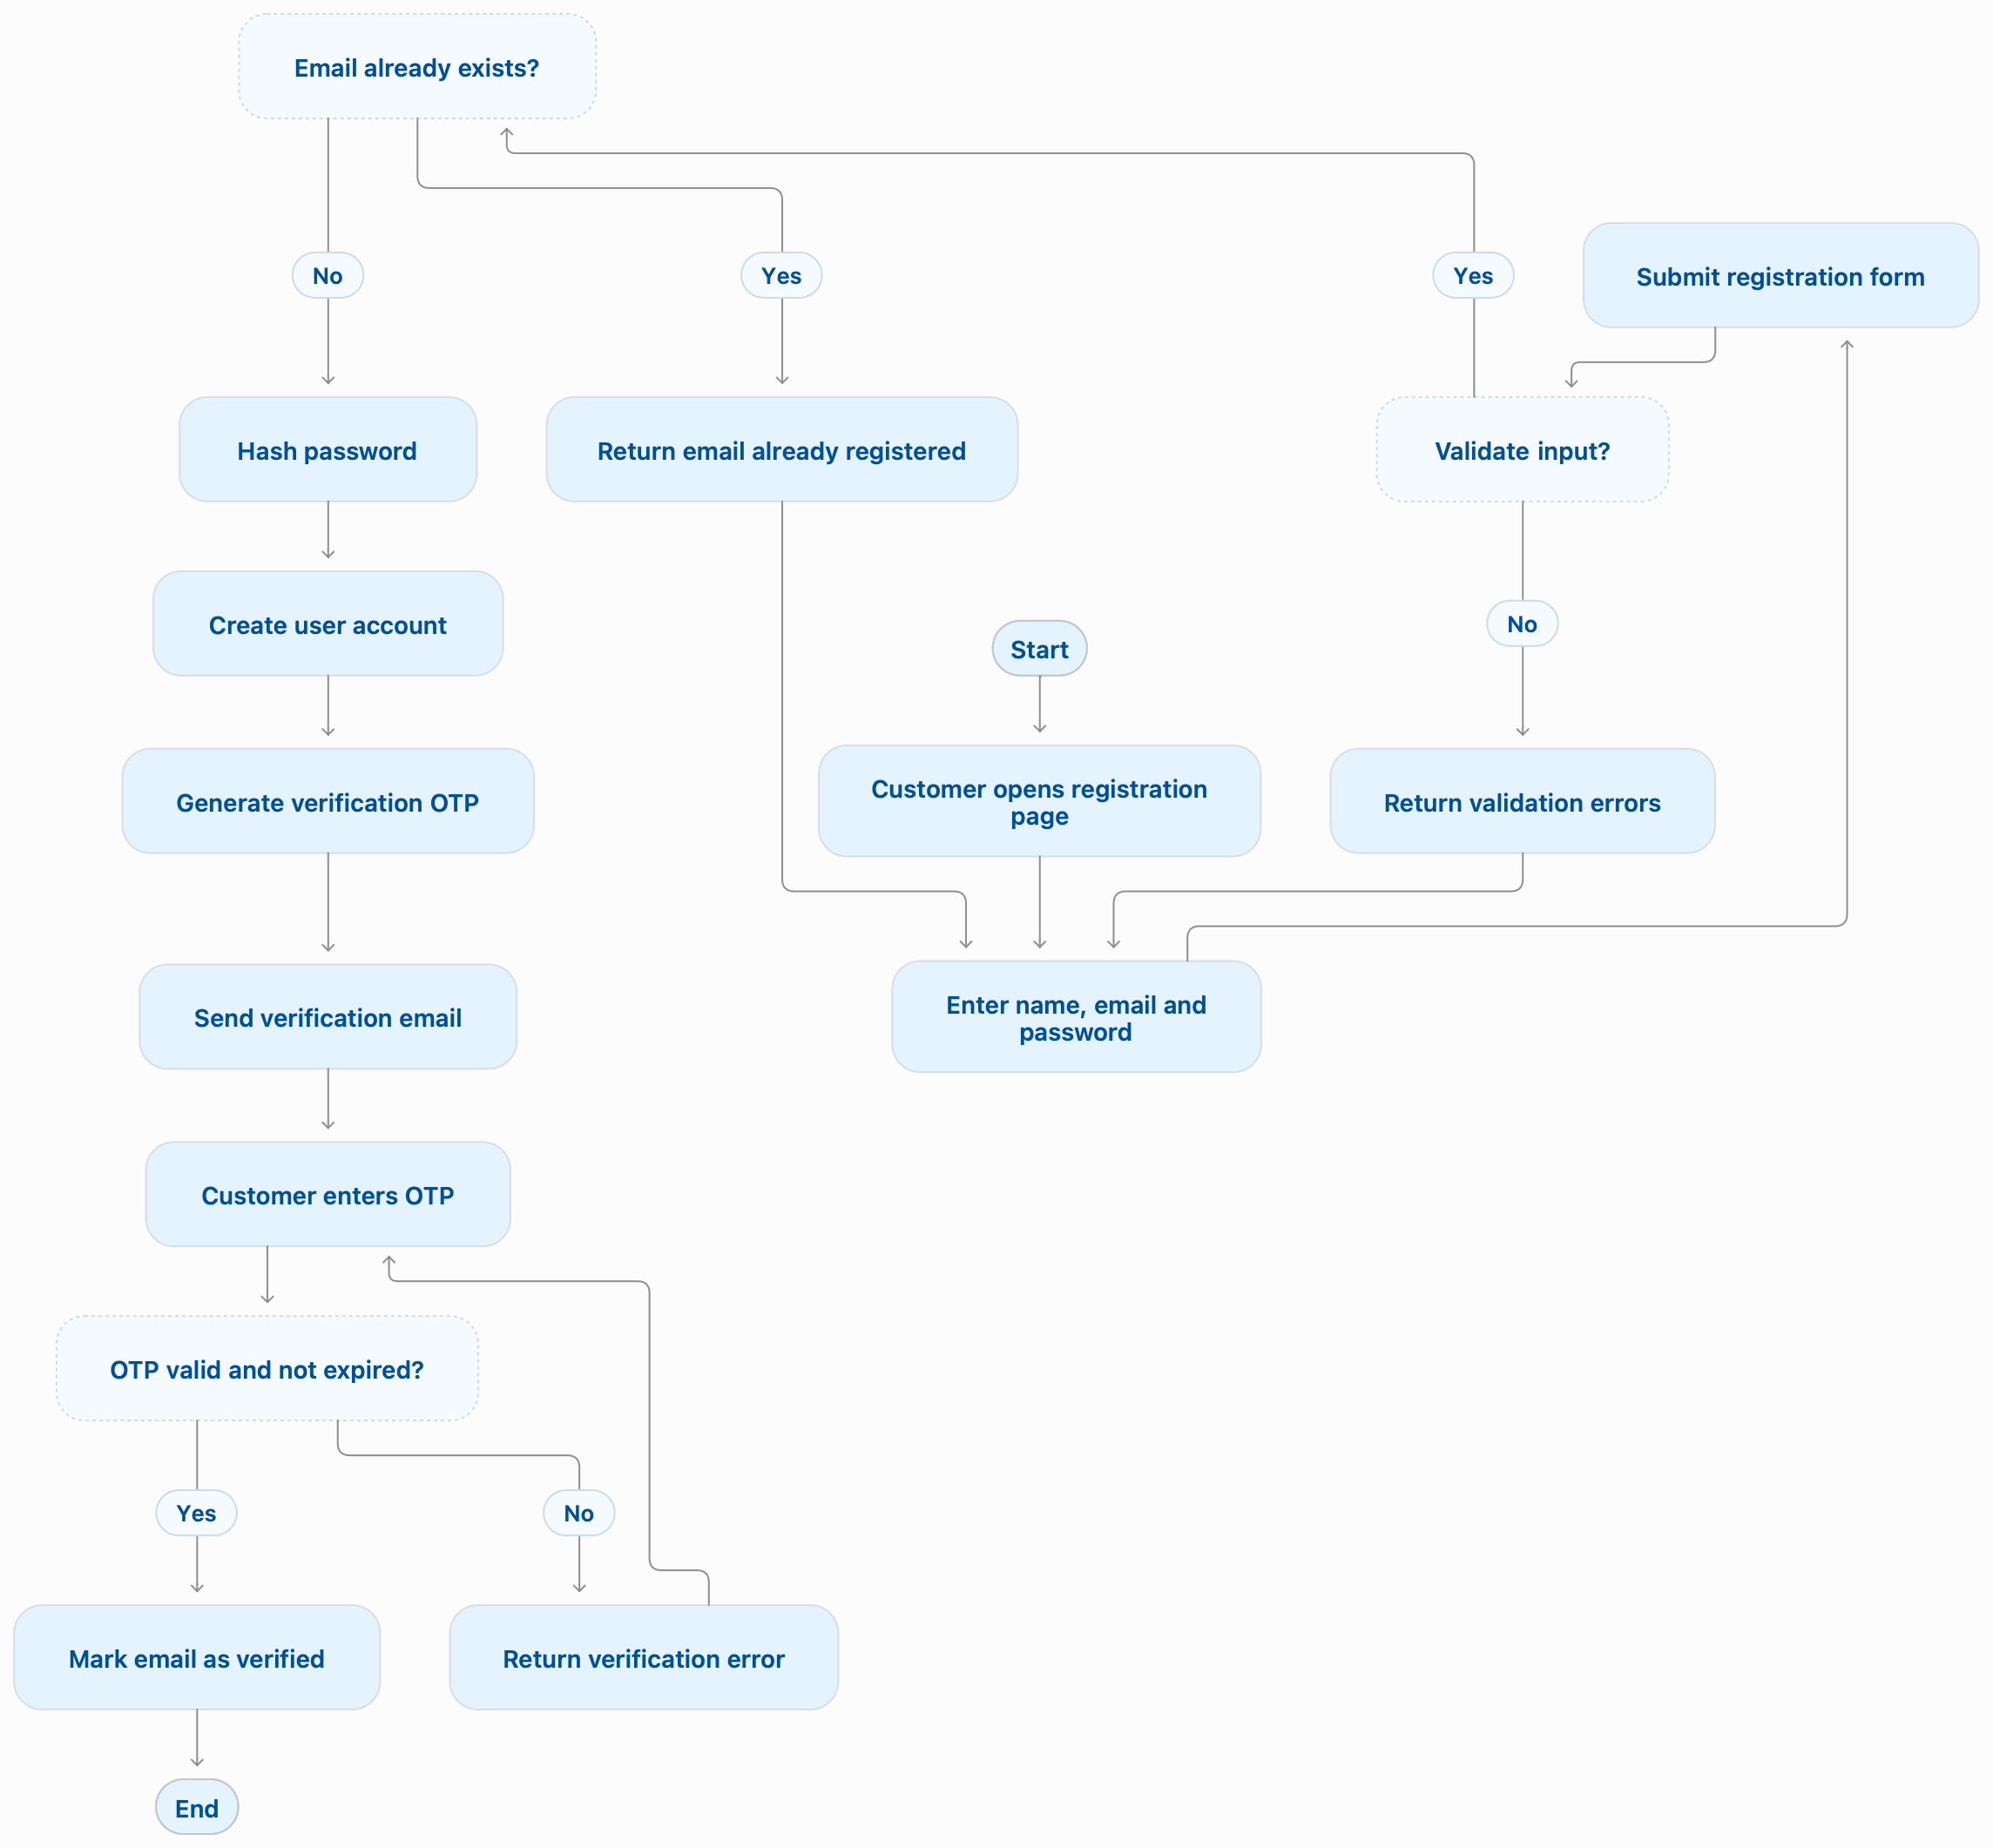 Email already exists?
No
Yes
Yes
Submit registration form
Hash password
Return email already registered
Validate input?
Create user account
Start
No
Generate verification OTP
Customer opens registration
page
Return validation errors
Send verification email
Enter name, email and
password
Customer enters OTP
OTP valid and not expired?
Yes
No
Mark email as verified
Return verification error
End